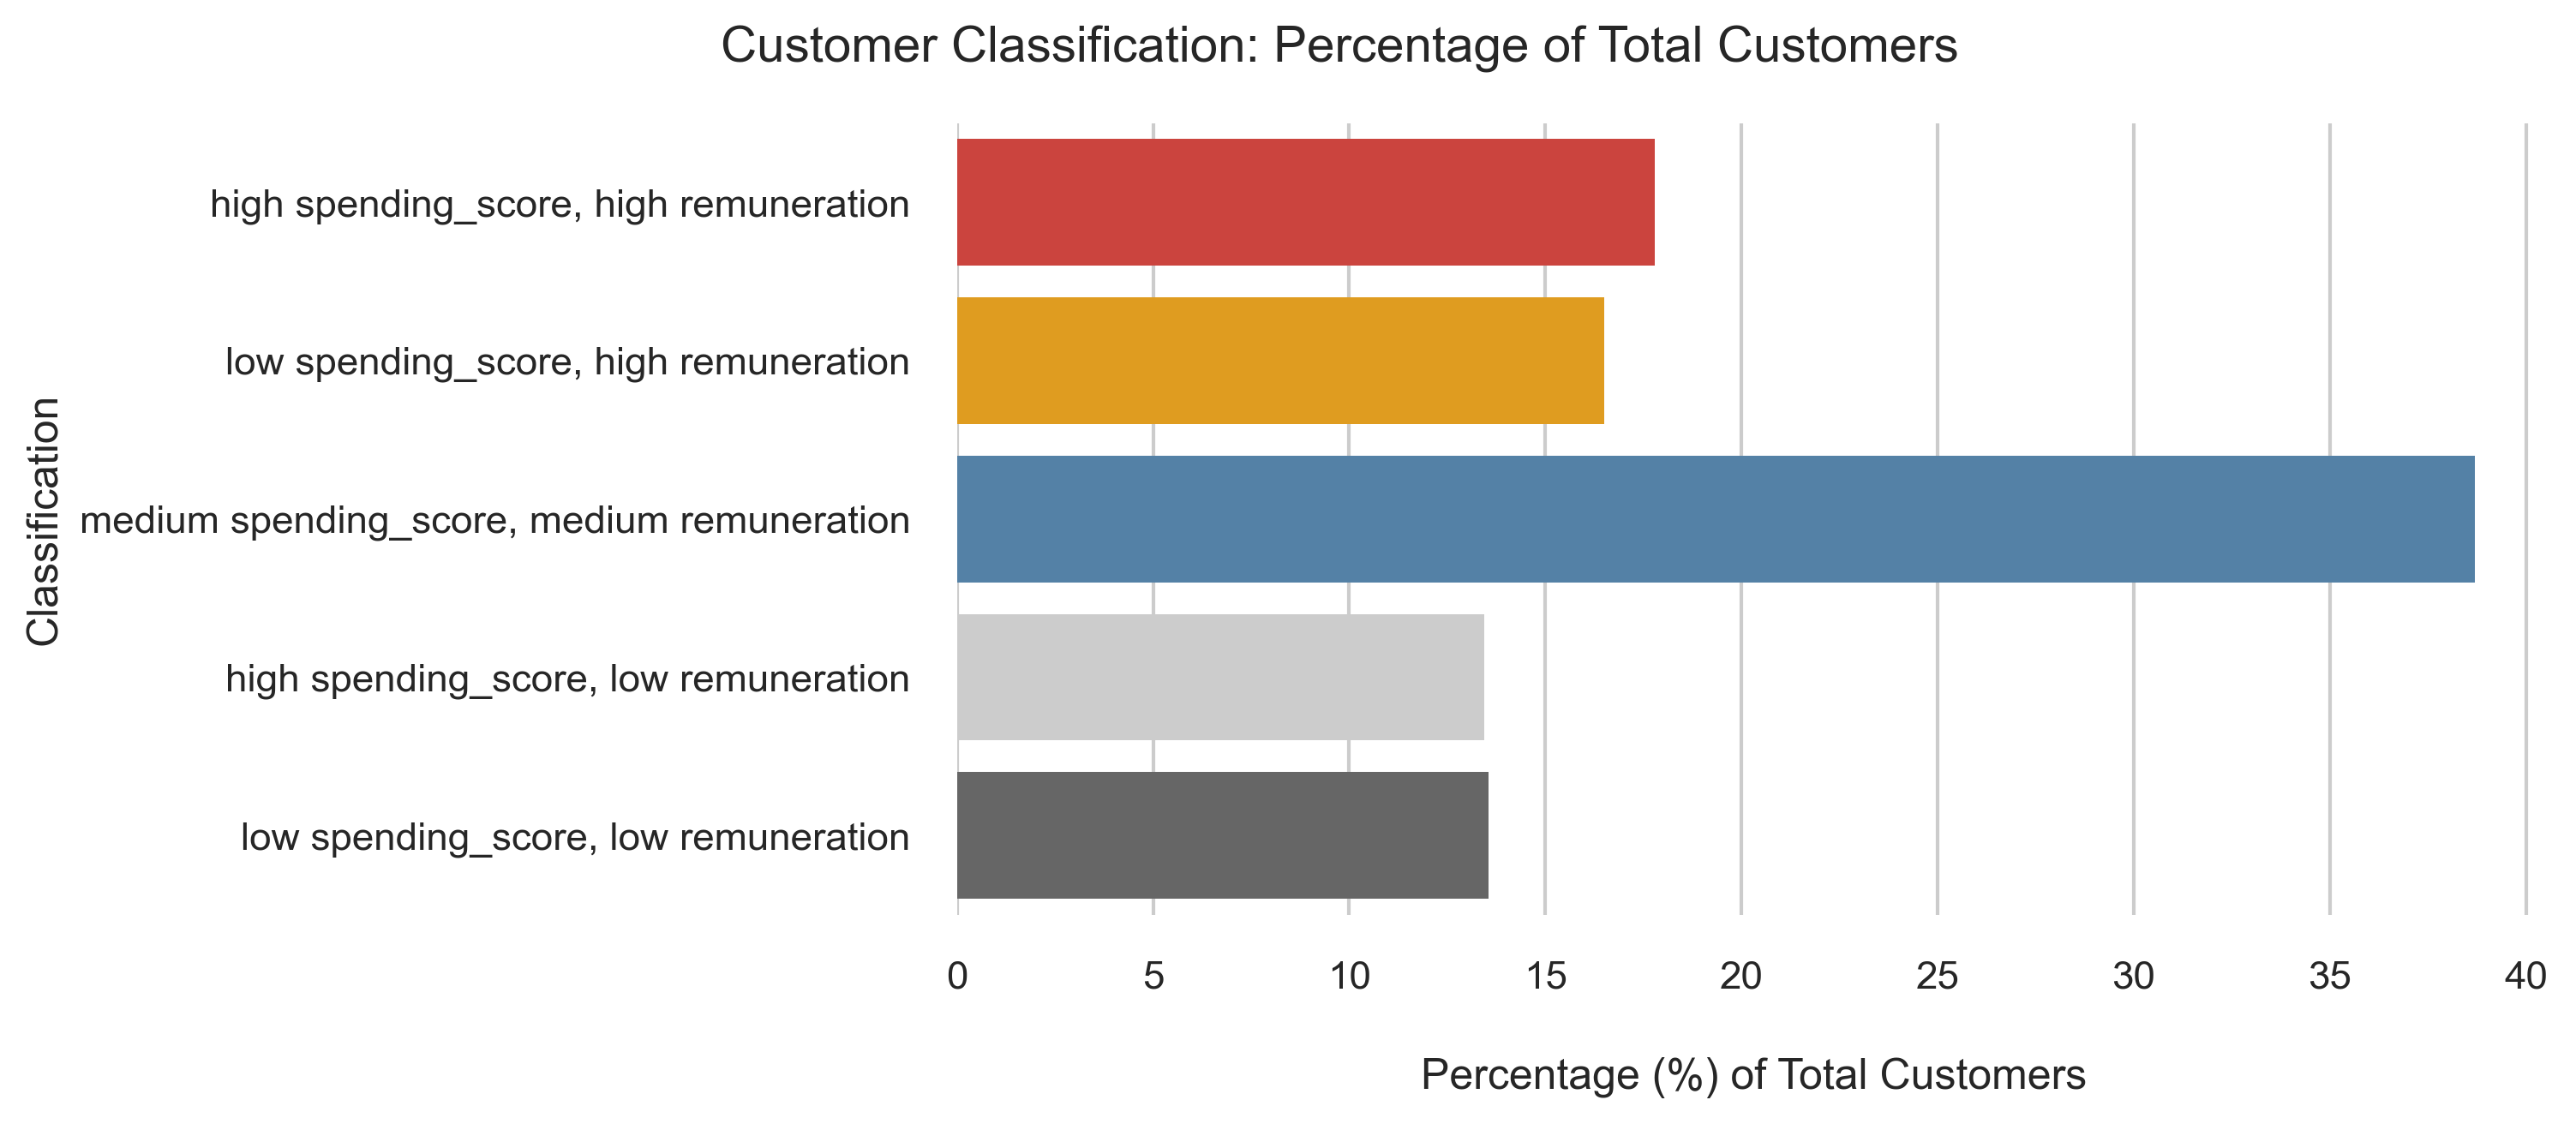 Customer Classification: Percentage of Total Customers
Classification
high spending_score, high remuneration
low spending_score, high remuneration
medium spending_score, medium remuneration
high spending_score, low remuneration
low spending_score, low remuneration
0 5 10 15 20 25 30 35 40
Percentage (%) of Total Customers